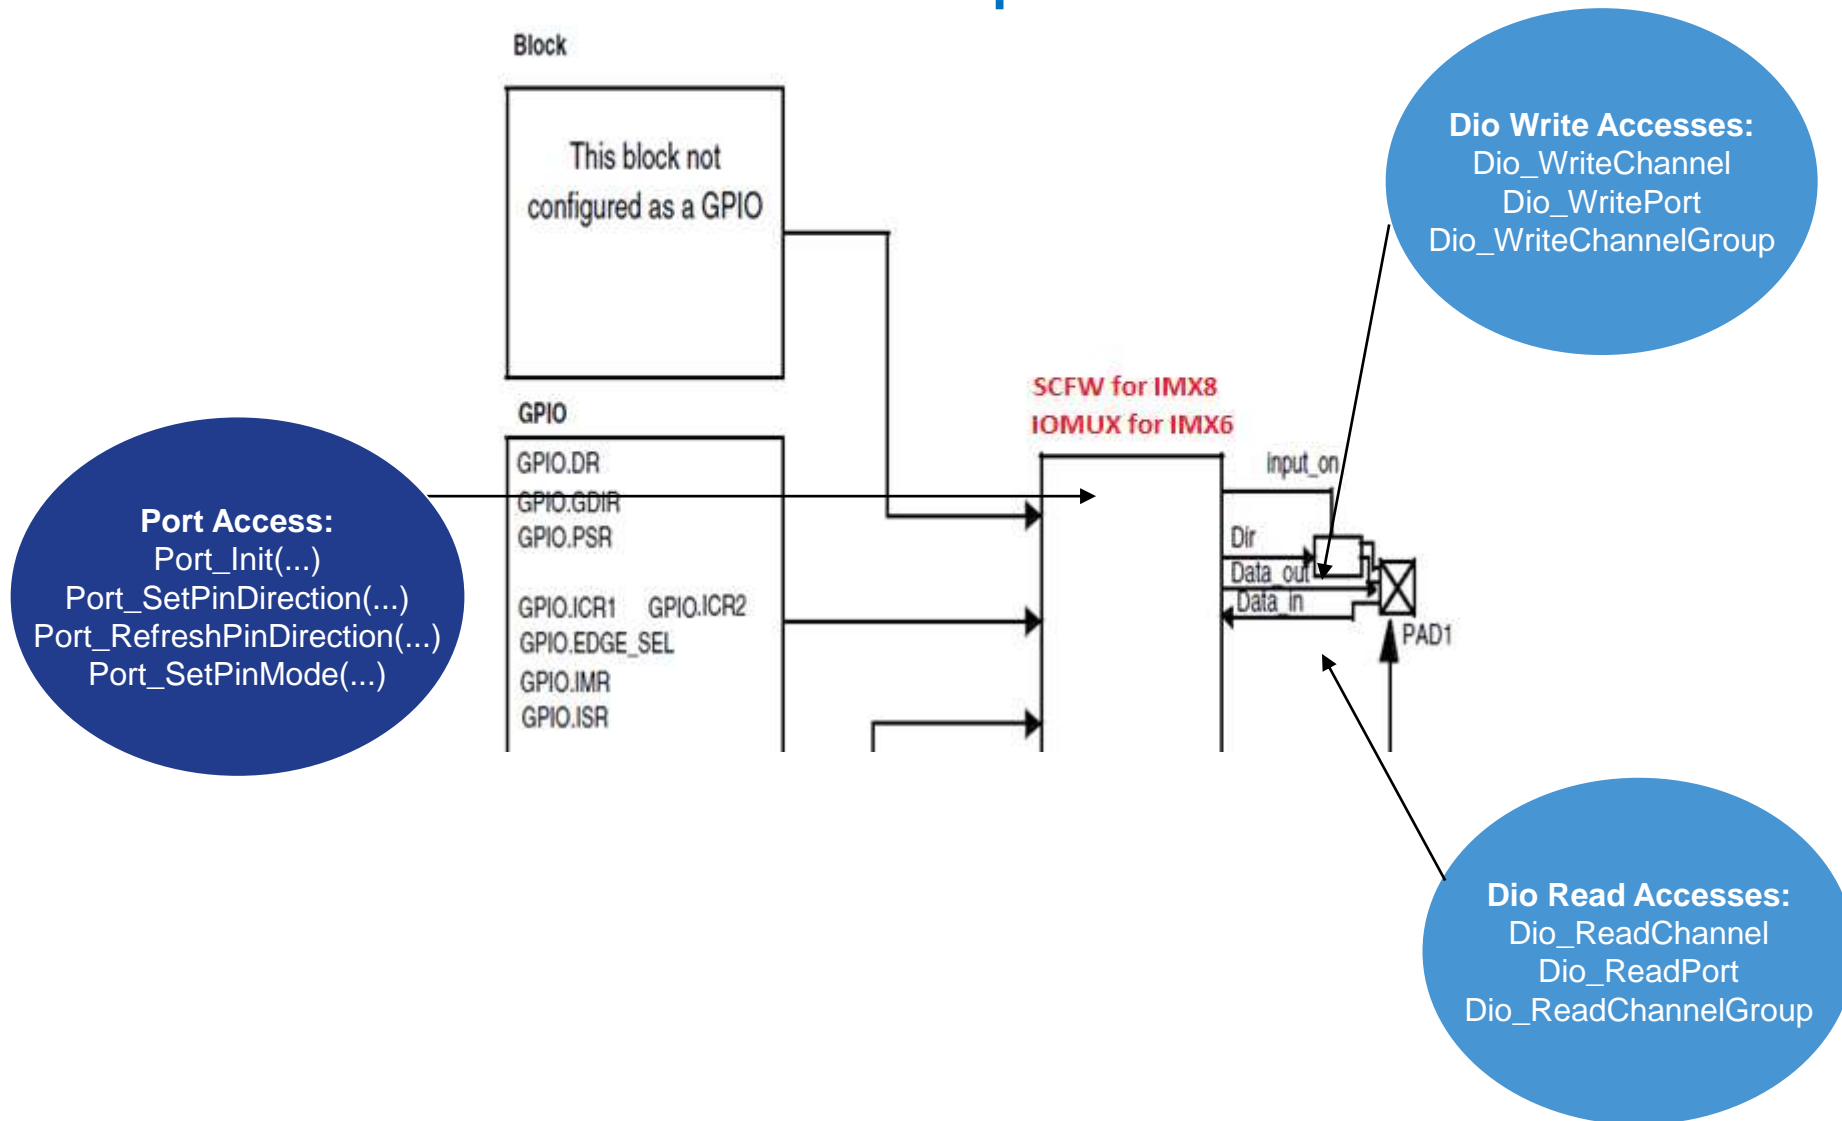 Block
This block not
configured as a GPIO
Dio Write Accesses:
Dio_WriteChannel
Dio_WritePort
Dio_WriteChannelGroup
SCFW for IMX8
IOMUX for IMX6
GPIO
GPIO.DR
GPIO.GDIR
GPIO.PSR
GPIO.ICR1 GPIO.ICR2
GPIO.EDGE_SEL
GPIO.IMR
GPIO.ISR
input_on
Dir
Data_out
Data_in
PAD1
Port Access:
Port_Init(...)
Port_SetPinDirection(...)
Port_RefreshPinDirection(...)
Port_SetPinMode(...)
Dio Read Accesses:
Dio_ReadChannel
Dio_ReadPort
Dio_ReadChannelGroup